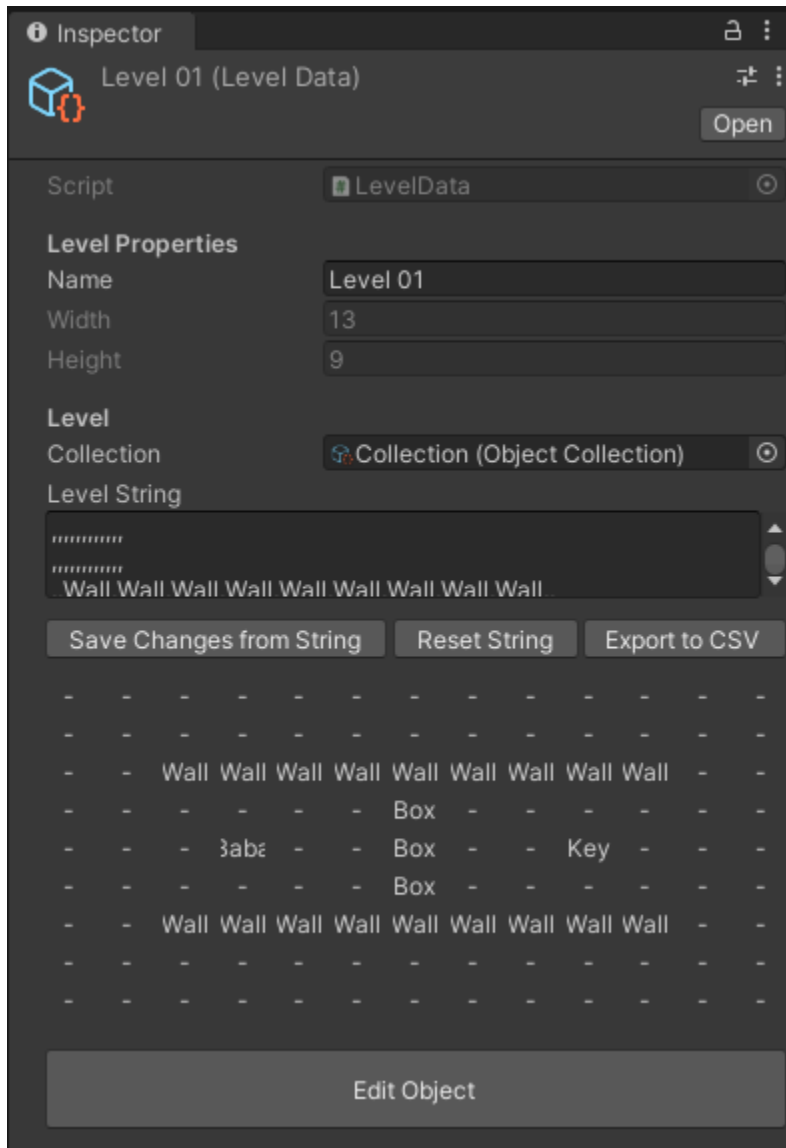 Inspector
Level 01 (Level Data)
Open
Script LevelData
Level Properties
Name Level 01
Width 13
Height 9
Level
Collection Collection (Object Collection)
Level String
,,,,,,,,,,,,
,,,,,,,,,,,,
,,Wall,Wall,Wall,Wall,Wall,Wall,Wall,Wall,Wall,,
Save Changes from String Reset String Export to CSV
- - - - - - - - - - - - -
- - - - - - - - - - - - -
- - Wall Wall Wall Wall Wall Wall Wall Wall Wall - -
- - - - - - Box - - - - - -
- - - Baba - - Box - - Key - - -
- - - - - - Box - - - - - -
- - Wall Wall Wall Wall Wall Wall Wall Wall Wall - -
- - - - - - - - - - - - -
- - - - - - - - - - - - -
Edit Object